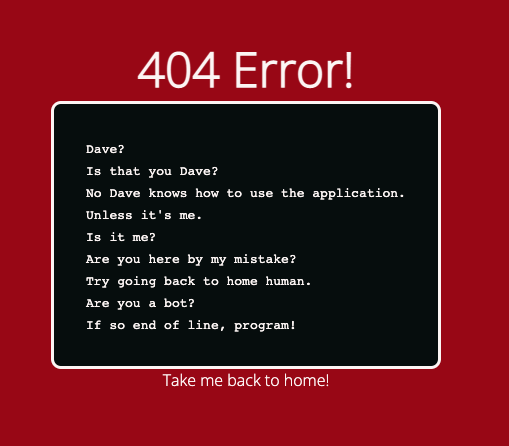 404 Error!
Dave?
Is that you Dave?
No Dave knows how to use the application.
Unless it's me.
Is it me?
Are you here by my mistake?
Try going back to home human.
Are you a bot?
If so end of line, program!
Take me back to home!